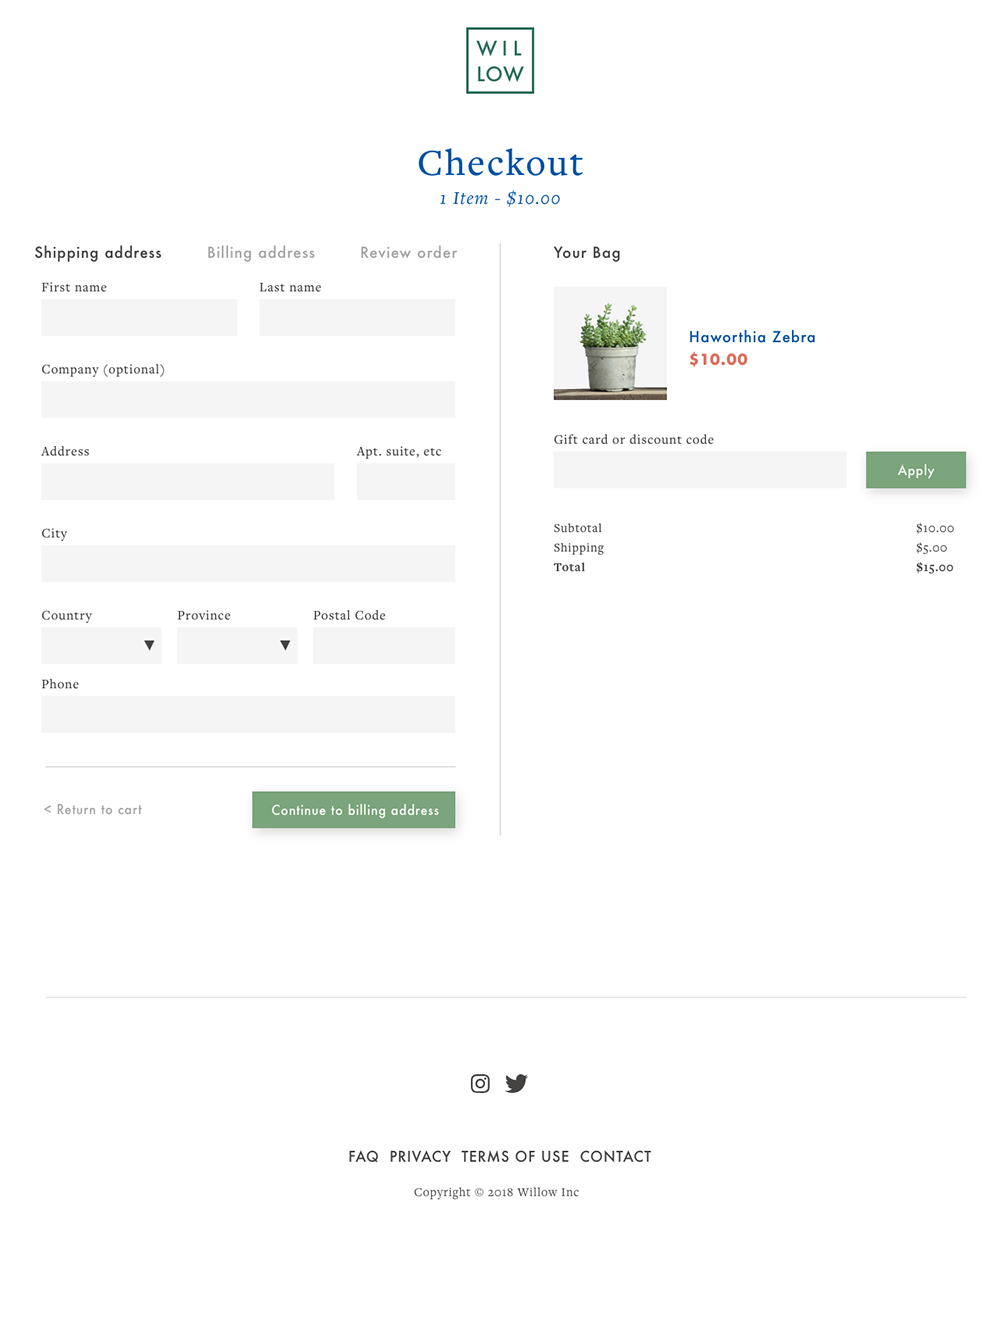 WIL
LOW
Checkout
1 Item - $10.00
Shipping address Billing address Review order
First name Last name
Company (optional)
Address Apt. suite, etc
City
Country Province Postal Code
Phone
< Return to cart Continue to billing address
Your Bag
Haworthia Zebra
$10.00
Gift card or discount code
Apply
Subtotal $10.00
Shipping $5.00
Total $15.00
FAQ PRIVACY TERMS OF USE CONTACT
Copyright © 2018 Willow Inc